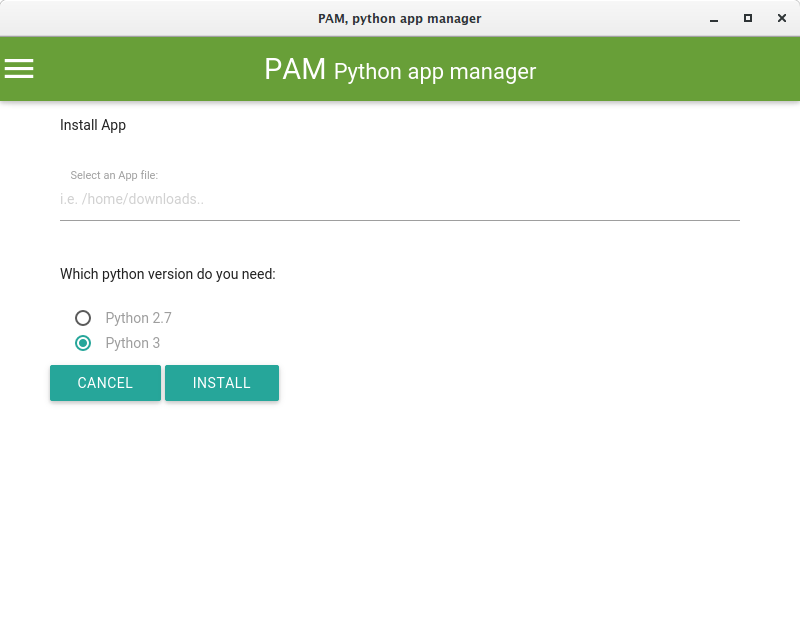 PAM, python app manager
PAM Python app manager
Install App
Select an App file:
i.e. /home/downloads..
Which python version do you need:
Python 2.7
Python 3
CANCEL INSTALL